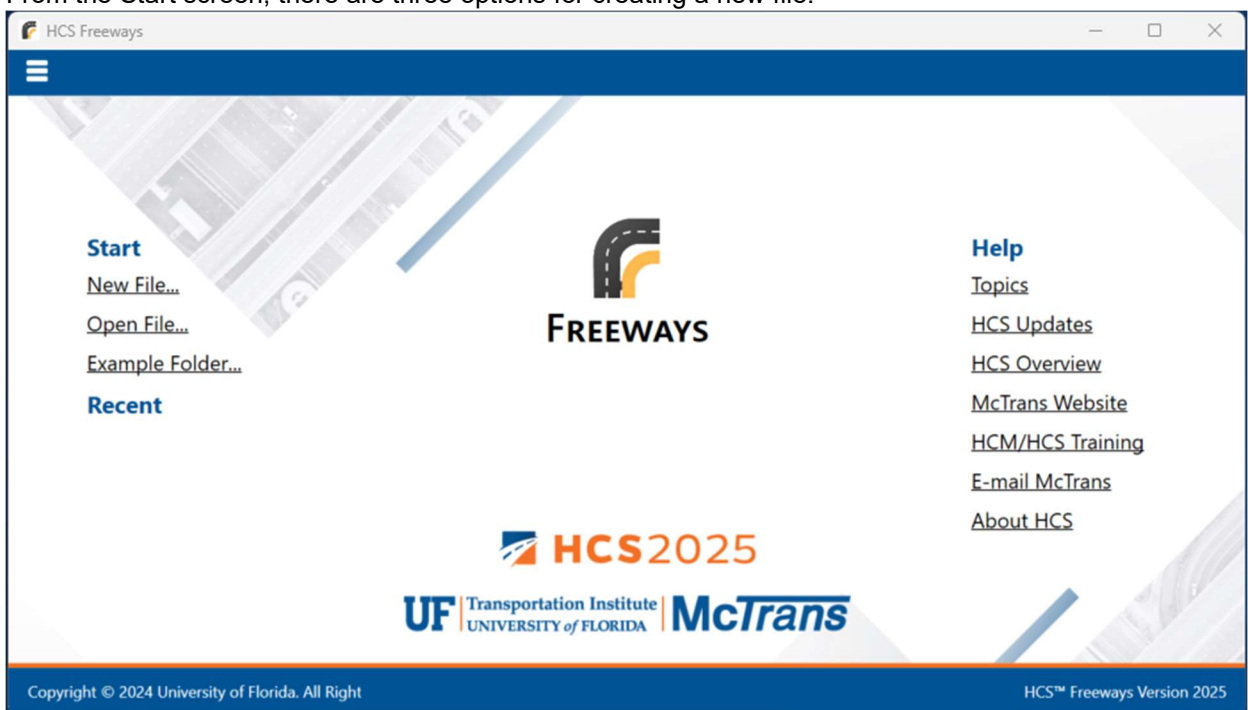 From the Start screen, there are three options for creating a new file:
HCS Freeways
Start
New File...
Open File...
Example Folder...
Recent
FREEWAYS
Help
Topics
HCS Updates
HCS Overview
McTrans Website
HCM/HCS Training
E-mail McTrans
About HCS
HCS2025
UF Transportation Institute McTrans
UNIVERSITY of FLORIDA
Copyright © 2024 University of Florida. All Right
HCS™ Freeways Version 2025